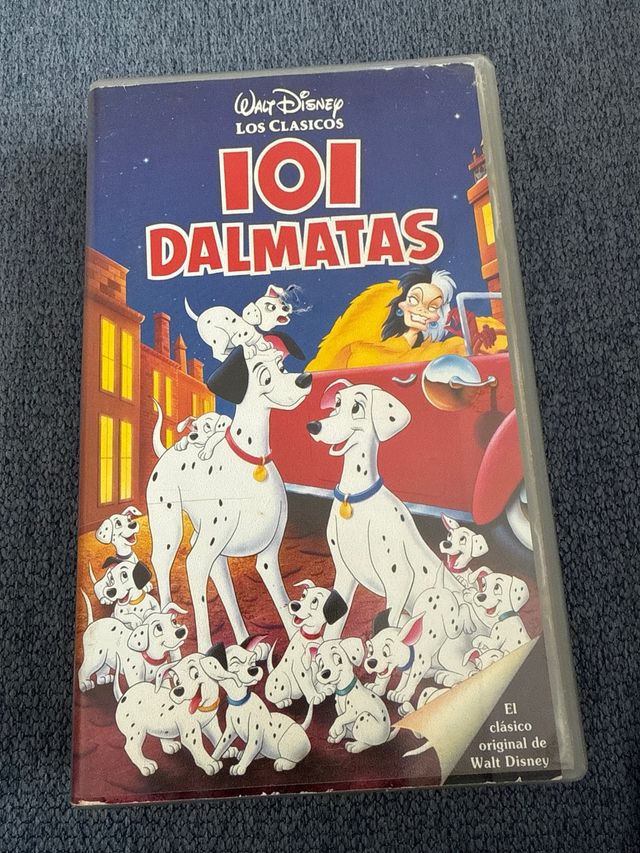 WALT DISNEY
LOS CLASICOS
101
DALMATAS
El
clásico
original de
Walt Disney